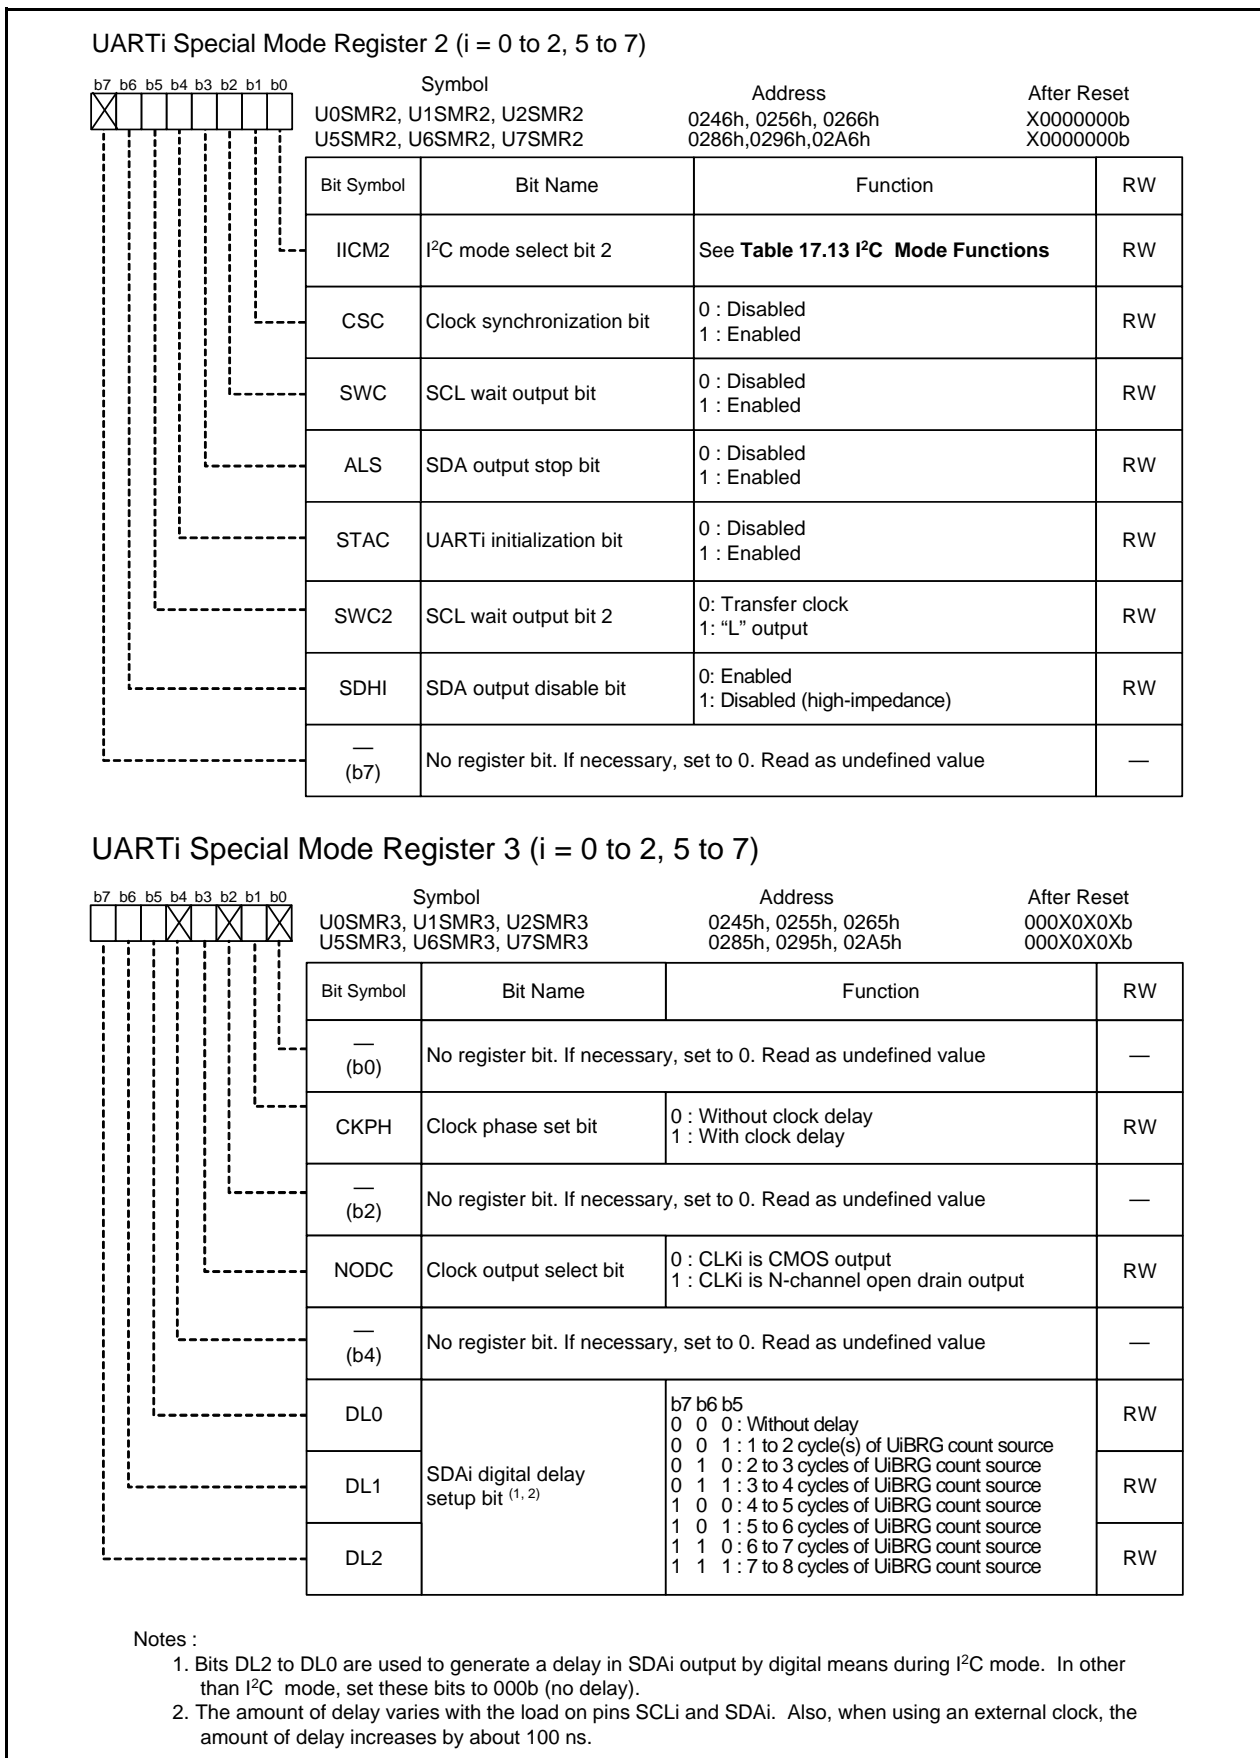 UARTi Special Mode Register 2 (i = 0 to 2, 5 to 7)
b7 b6 b5 b4 b3 b2 b1 b0
Symbol Address After Reset
U0SMR2, U1SMR2, U2SMR2 0246h, 0256h, 0266h X0000000b
U5SMR2, U6SMR2, U7SMR2 0286h,0296h,02A6h X0000000b
Bit Symbol Bit Name Function RW
IICM2 I²C mode select bit 2 See Table 17.13 I²C Mode Functions RW
CSC Clock synchronization bit 0 : Disabled
1 : Enabled RW
SWC SCL wait output bit 0 : Disabled
1 : Enabled RW
ALS SDA output stop bit 0 : Disabled
1 : Enabled RW
STAC UARTi initialization bit 0 : Disabled
1 : Enabled RW
SWC2 SCL wait output bit 2 0: Transfer clock
1: “L” output RW
SDHI SDA output disable bit 0: Enabled
1: Disabled (high-impedance) RW
—
(b7) No register bit. If necessary, set to 0. Read as undefined value —
UARTi Special Mode Register 3 (i = 0 to 2, 5 to 7)
b7 b6 b5 b4 b3 b2 b1 b0
Symbol Address After Reset
U0SMR3, U1SMR3, U2SMR3 0245h, 0255h, 0265h 000X0X0Xb
U5SMR3, U6SMR3, U7SMR3 0285h, 0295h, 02A5h 000X0X0Xb
Bit Symbol Bit Name Function RW
—
(b0) No register bit. If necessary, set to 0. Read as undefined value —
CKPH Clock phase set bit 0 : Without clock delay
1 : With clock delay RW
—
(b2) No register bit. If necessary, set to 0. Read as undefined value —
NODC Clock output select bit 0 : CLKi is CMOS output
1 : CLKi is N-channel open drain output RW
—
(b4) No register bit. If necessary, set to 0. Read as undefined value —
DL0 RW
DL1 RW
DL2 RW
SDAi digital delay
setup bit (1, 2)
b7 b6 b5
0 0 0 : Without delay
0 0 1 : 1 to 2 cycle(s) of UiBRG count source
0 1 0 : 2 to 3 cycles of UiBRG count source
0 1 1 : 3 to 4 cycles of UiBRG count source
1 0 0 : 4 to 5 cycles of UiBRG count source
1 0 1 : 5 to 6 cycles of UiBRG count source
1 1 0 : 6 to 7 cycles of UiBRG count source
1 1 1 : 7 to 8 cycles of UiBRG count source
Notes :
1. Bits DL2 to DL0 are used to generate a delay in SDAi output by digital means during I²C mode. In other
than I²C mode, set these bits to 000b (no delay).
2. The amount of delay varies with the load on pins SCLi and SDAi. Also, when using an external clock, the
amount of delay increases by about 100 ns.